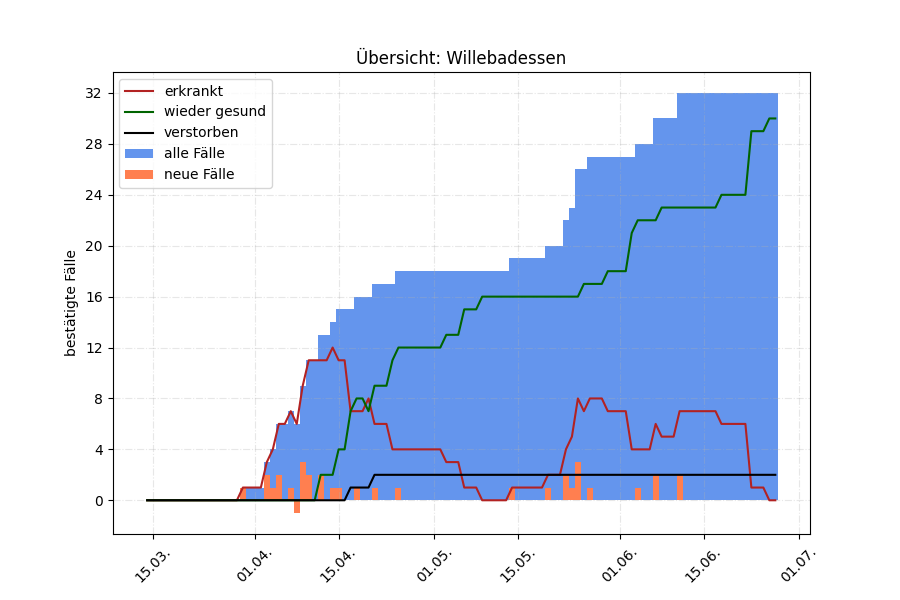 Übersicht: Willebadessen
erkrankt
wieder gesund
verstorben
alle Fälle
neue Fälle
bestätigte Fälle
32
28
24
20
16
12
8
4
0
15.03.
01.04.
15.04.
01.05.
15.05.
01.06.
15.06.
01.07.